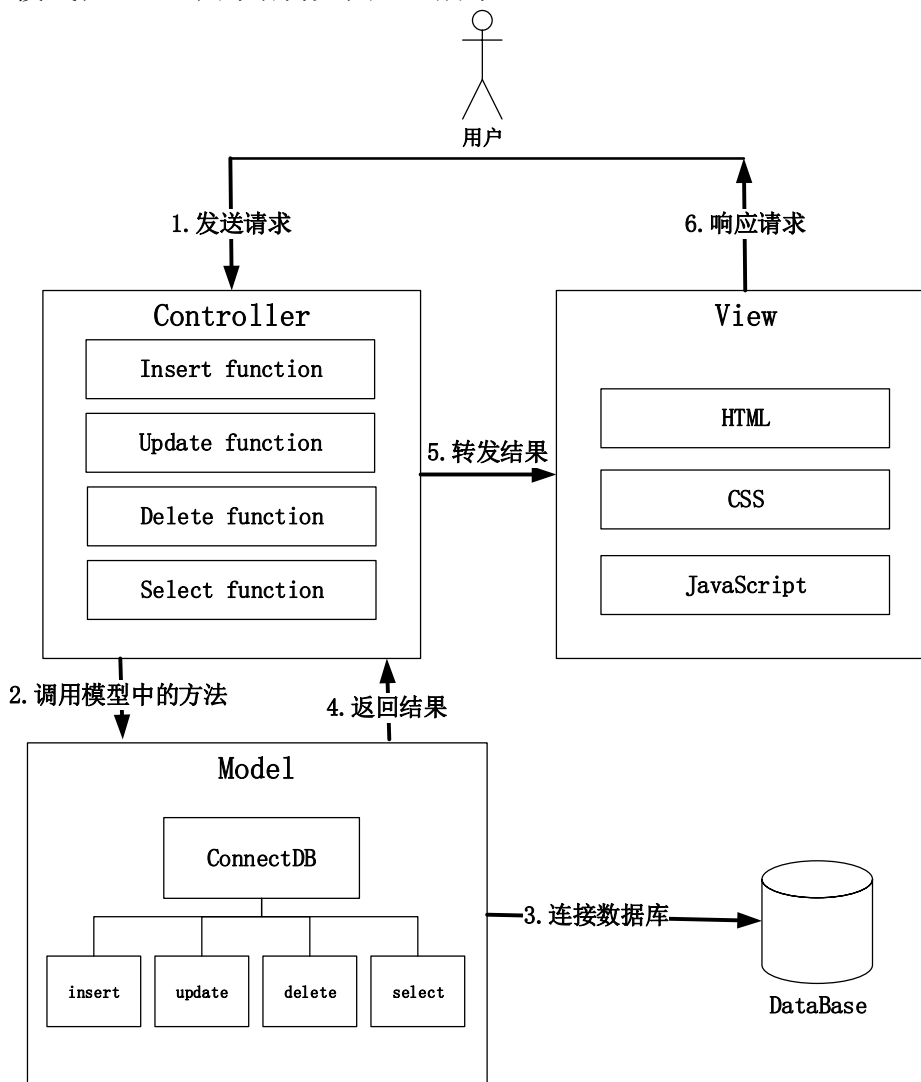 用户
1.发送请求
6.响应请求
Controller
View
Insert function
Update function
Delete function
Select function
5.转发结果
HTML
CSS
JavaScript
2.调用模型中的方法
4.返回结果
Model
ConnectDB
insert
update
delete
select
3.连接数据库
DataBase